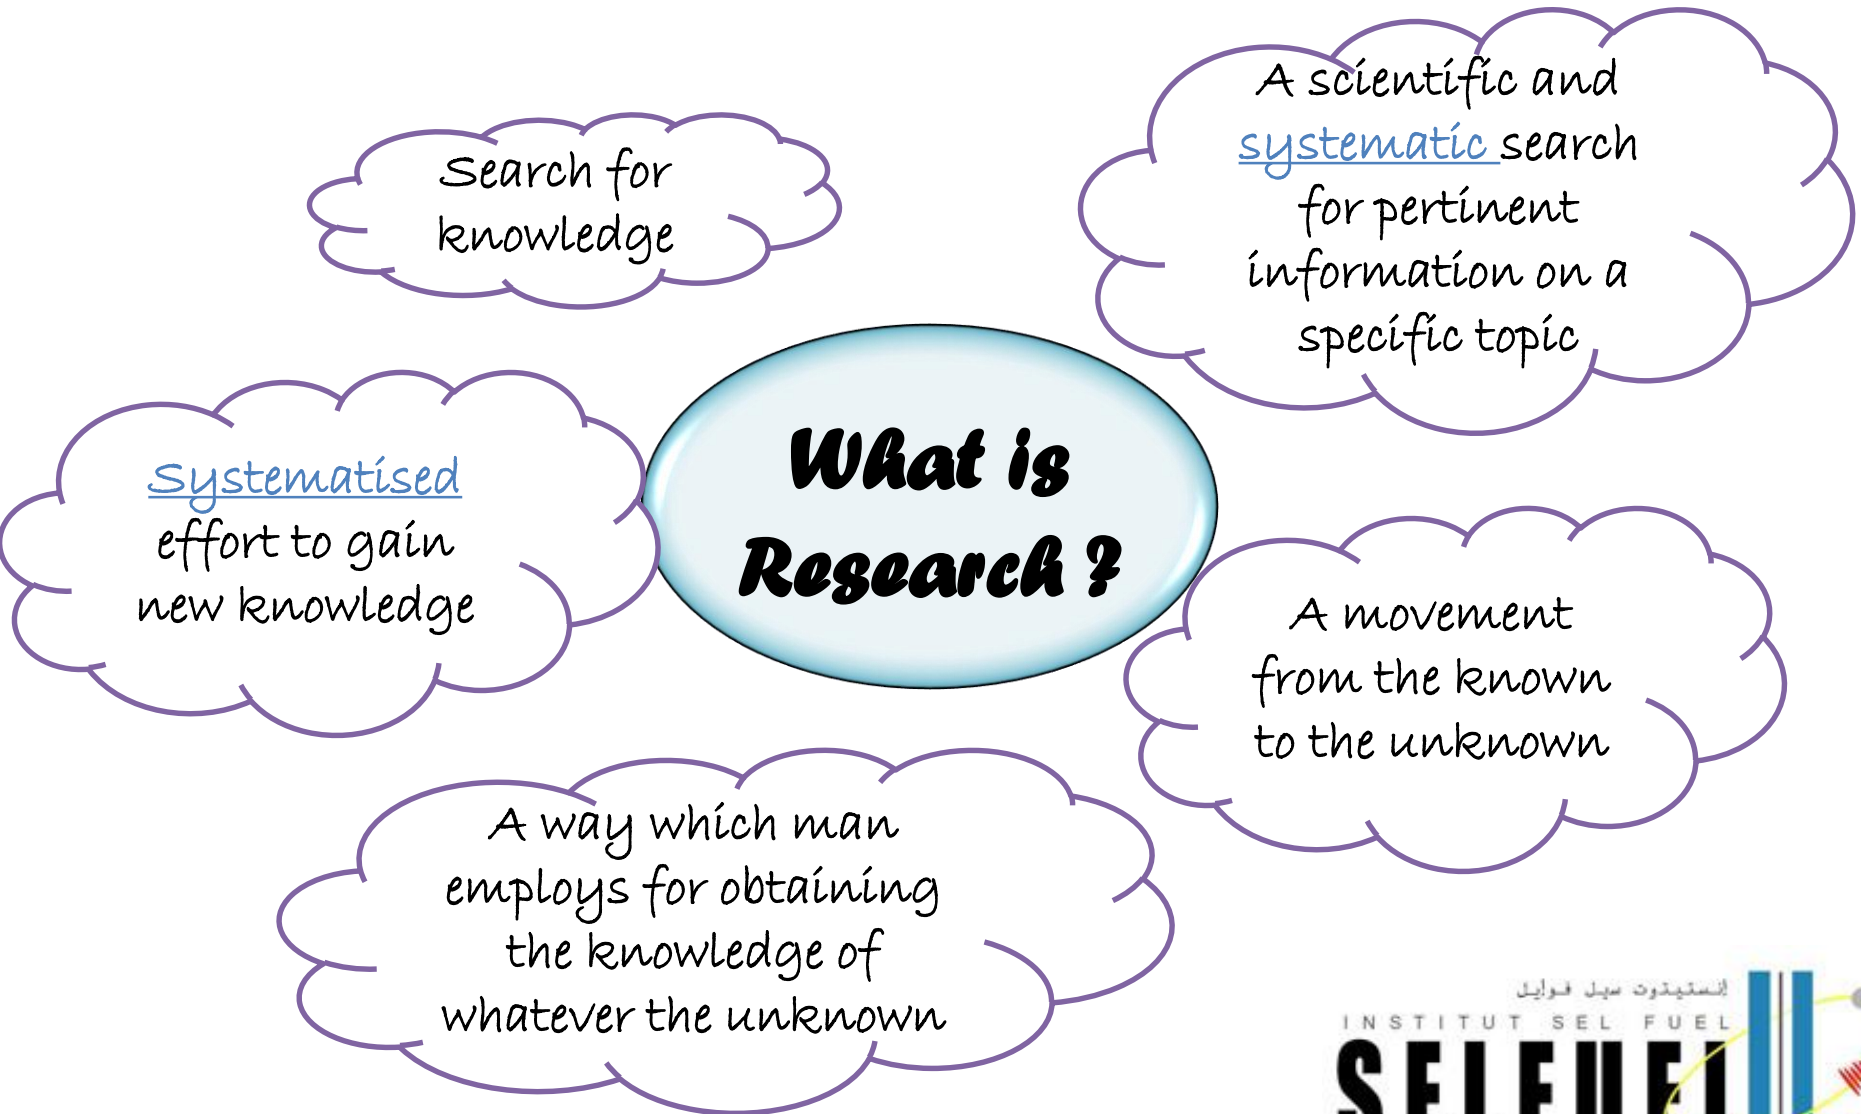 A scientific and
systematic search
for pertinent
information on a
specific topic
Search for
knowledge
What is
Research ?
Systematised
effort to gain
new knowledge
A movement
from the known
to the unknown
A way which man
employs for obtaining
the knowledge of
whatever the unknown
إنستيتوت سيل فوايل
INSTITUT SEL FUEL
SELFUEL